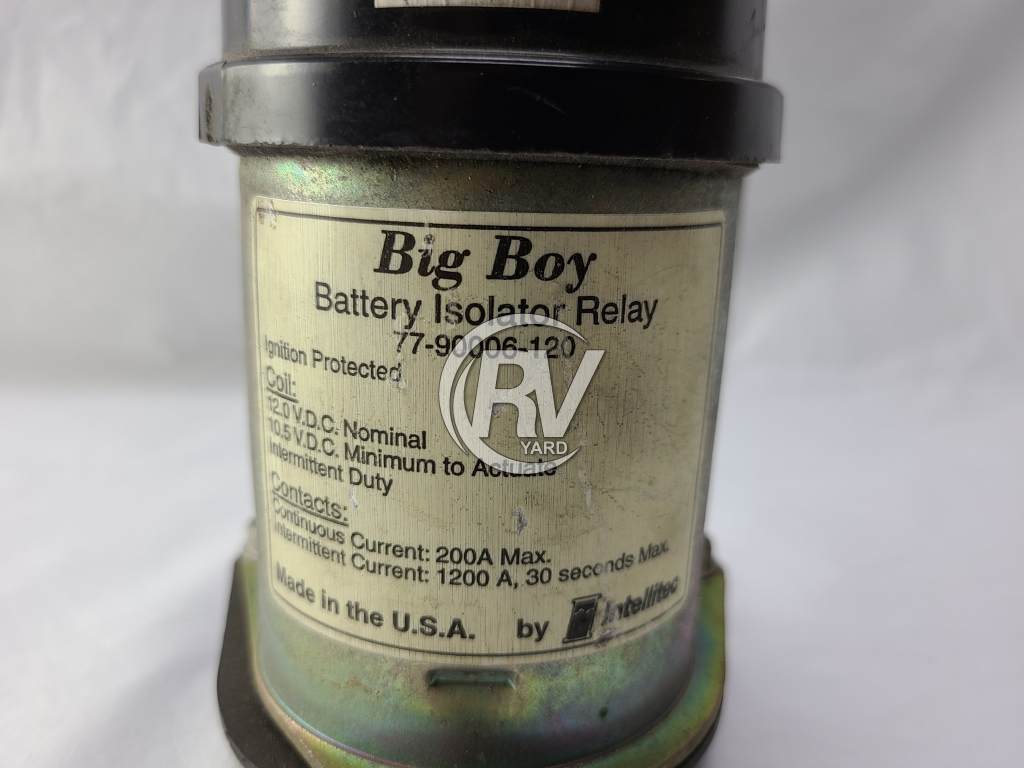 Big Boy
Battery Isolator Relay
77-90006-120
Ignition Protected
Coil:
12.0 V.D.C. Nominal
10.5 V.D.C. Minimum to Actuate
Intermittent Duty
Contacts:
Continuous Current: 200A Max.
Intermittent Current: 1200 A, 30 seconds Max.
Made in the U.S.A. by Intellitec
RV
YARD